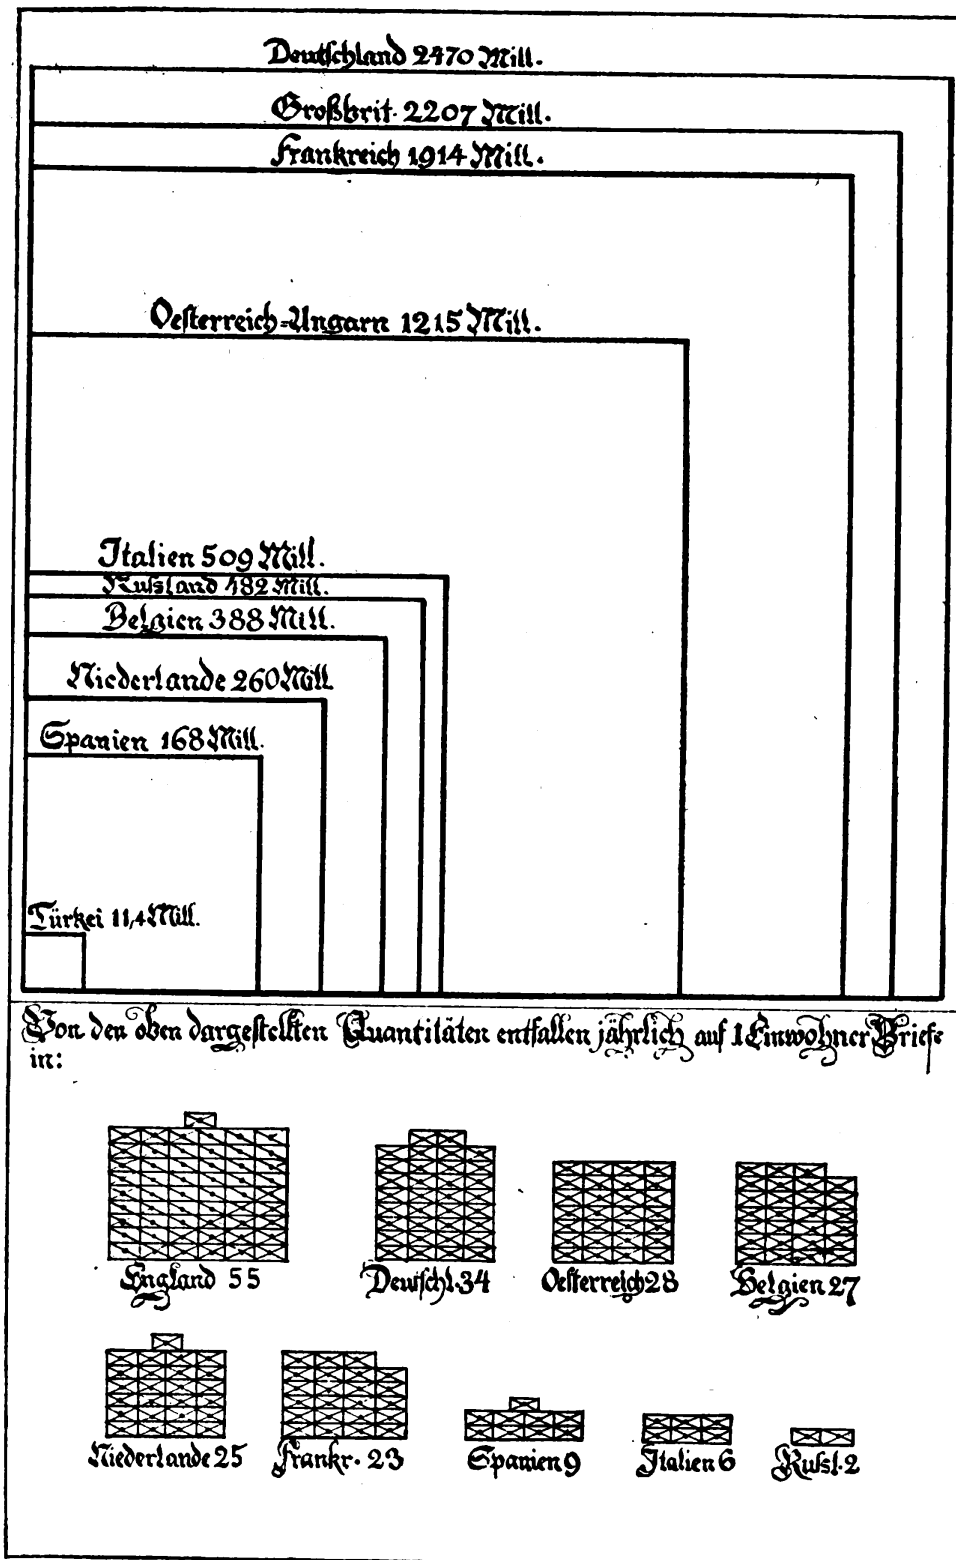 Deutschland 2470 Mill.
Großbrit. 2207 Mill.
Frankreich 1914 Mill.
Oesterreich-Ungarn 1215 Mill.
Italien 509 Mill.
Russland 482 Mill.
Belgien 388 Mill.
Niederlande 260 Mill.
Spanien 168 Mill.
Türkei 11,4 Mill.
Von den oben dargestellten Quantitäten entfallen jährlich auf 1 Einwohner Briefe
in:
England 55
Deutschl. 34
Oesterreich 28
Belgien 27
Niederlande 25
Frankr. 23
Spanien 9
Italien 6
Russl. 2